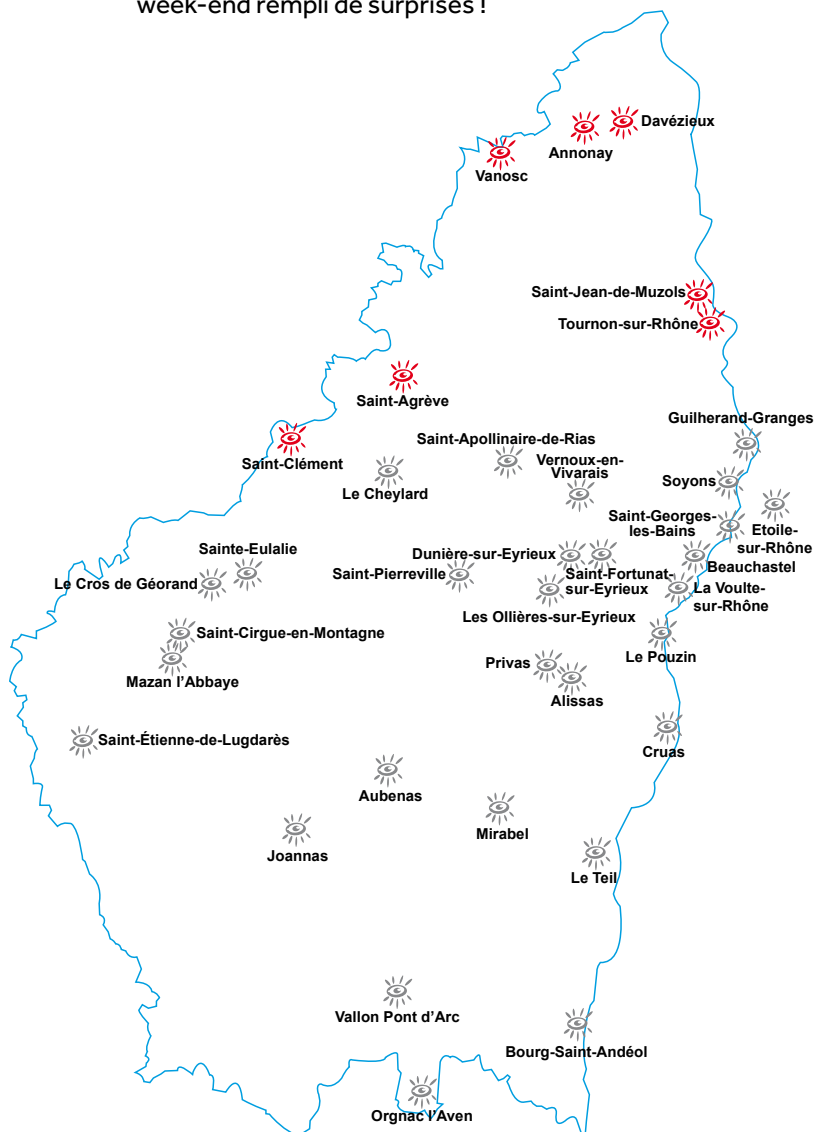 week-end rempli de surprises !
Davézieux
Annonay
Vanosc
Saint-Jean-de-Muzols
Tournon-sur-Rhône
Saint-Agrève
Guilherand-Granges
Saint-Apollinaire-de-Rias
Saint-Clément
Vernoux-en-
Vivarais
Le Cheylard
Soyons
Saint-Georges-
les-Bains
Etoile-
sur-Rhône
Sainte-Eulalie
Dunière-sur-Eyrieux
Beauchastel
Le Cros de Géorand
Saint-Pierreville
Saint-Fortunat-
sur-Eyrieux
La Voulte-
sur-Rhône
Les Ollières-sur-Eyrieux
Saint-Cirgue-en-Montagne
Le Pouzin
Privas
Mazan l'Abbaye
Alissas
Saint-Étienne-de-Lugdarès
Cruas
Aubenas
Mirabel
Joannas
Le Teil
Vallon Pont d'Arc
Bourg-Saint-Andéol
Orgnac l'Aven